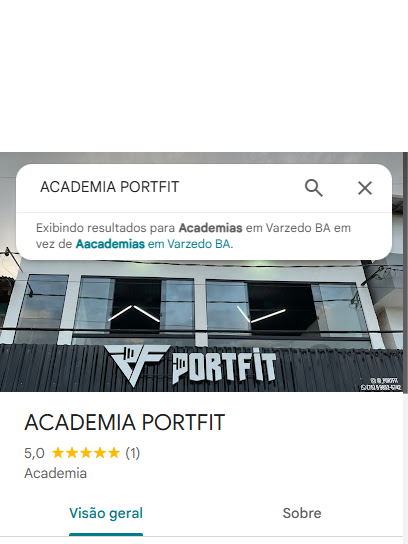 ACADEMIA PORTFIT
Exibindo resultados para Academias em Varzedo BA em
vez de Aacademias em Varzedo BA.
PORTFIT
ACADEMIA PORTFIT
5,0 ★★★★★ (1)
Academia
Visão geral
Sobre